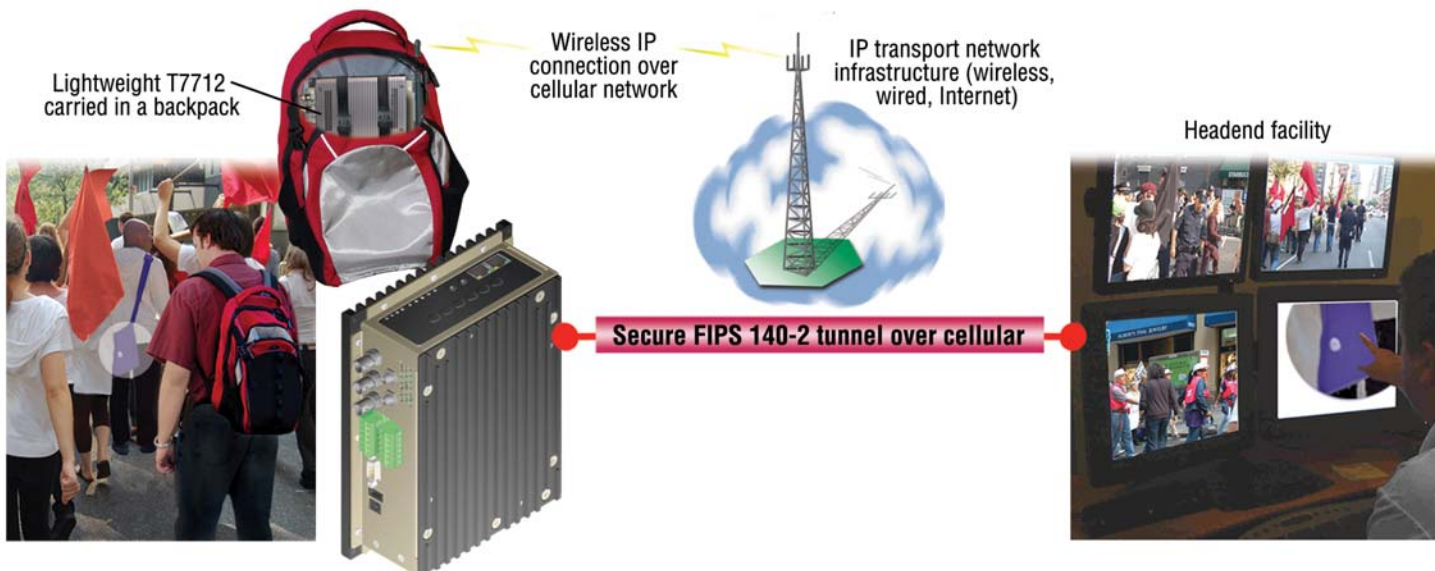 Lightweight T7712
carried in a backpack
Wireless IP
connection over
cellular network
IP transport network
infrastructure (wireless,
wired, Internet)
Headend facility
Secure FIPS 140-2 tunnel over cellular